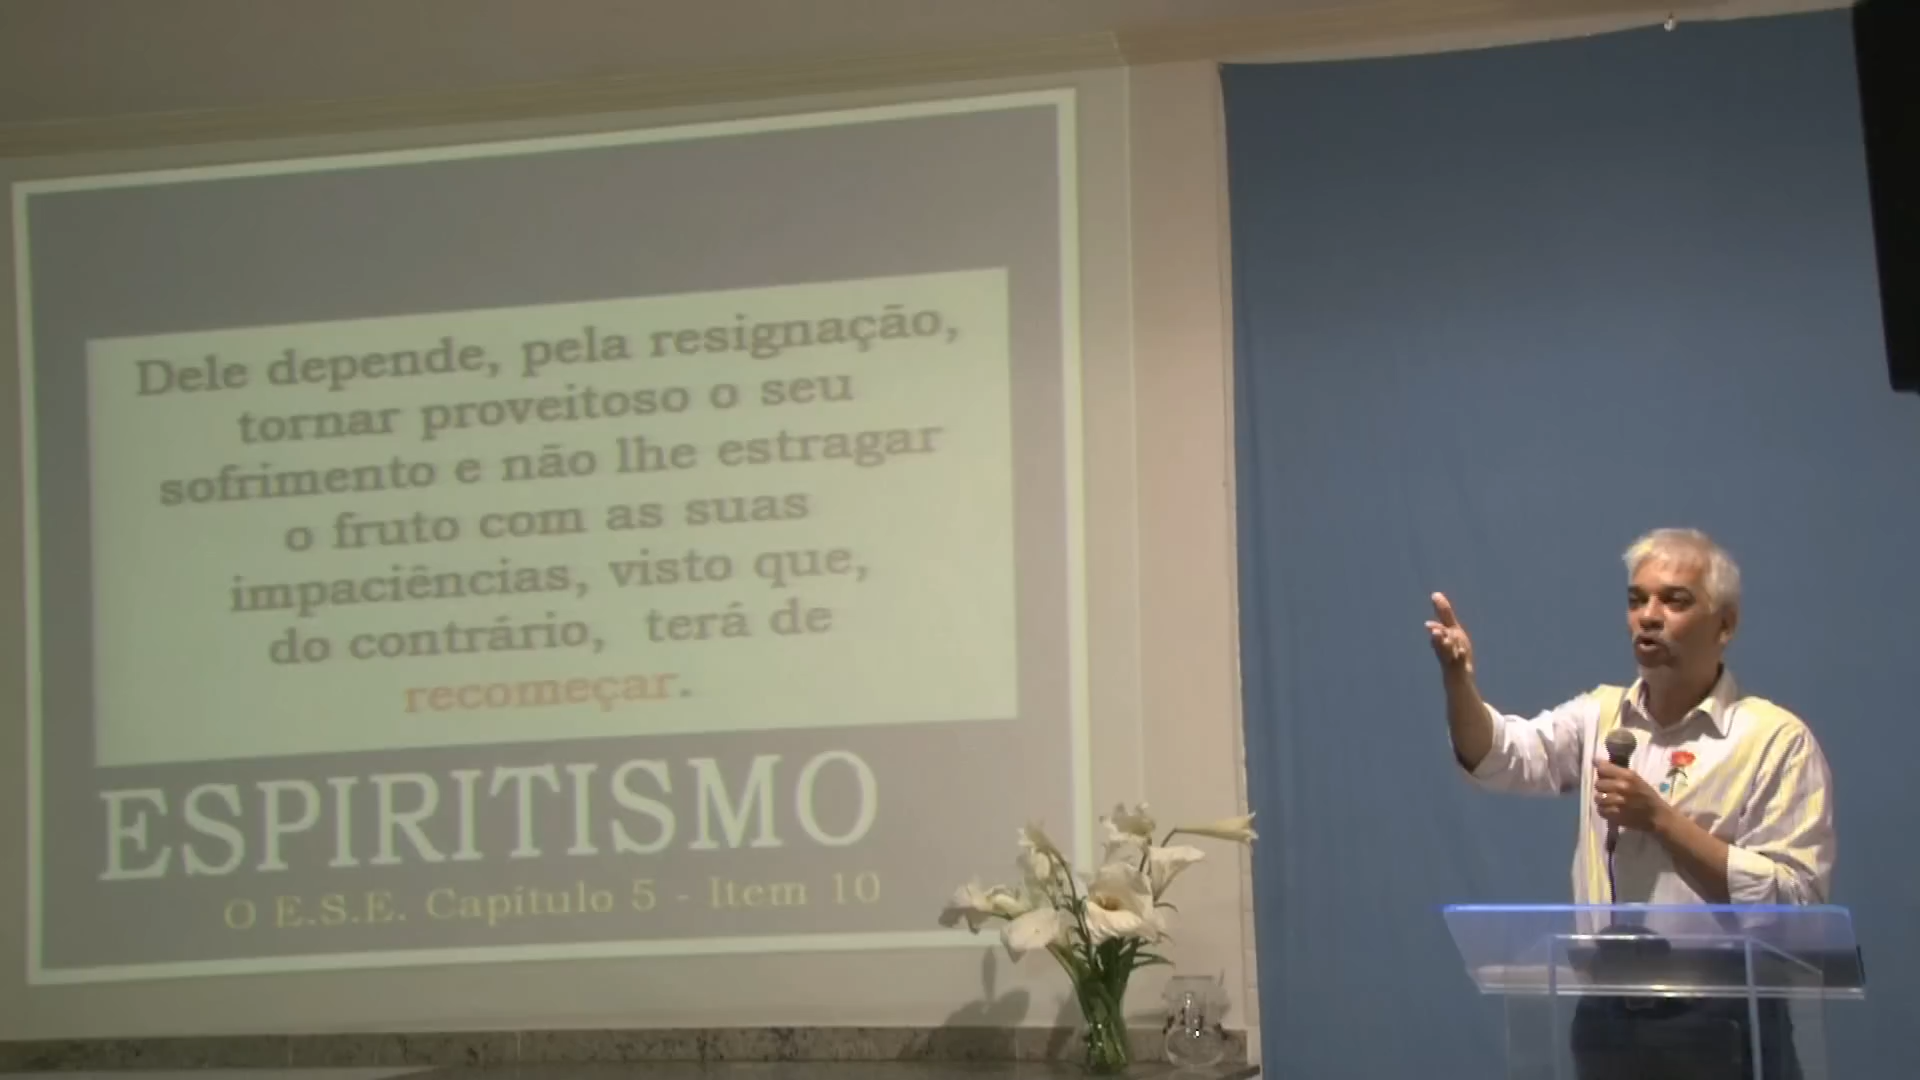 Dele depende, pela resignação,
tornar proveitoso o seu
sofrimento e não lhe estragar
o fruto com as suas
impaciências, visto que,
do contrário, terá de
recomeçar.
ESPIRITISMO
O E.S.E. Capítulo 5 - Item 10